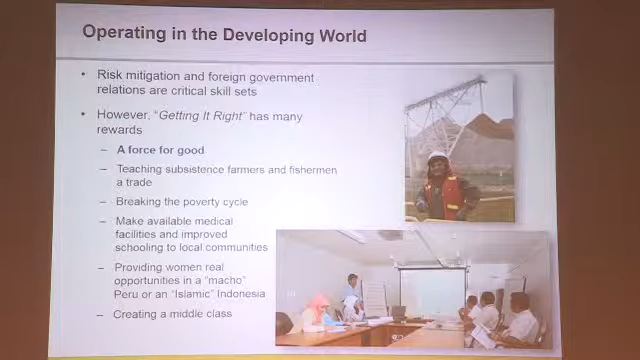 Operating in the Developing World
• Risk mitigation and foreign government
relations are critical skill sets
• However, "Getting It Right" has many
rewards
– A force for good
– Teaching subsistence farmers and fishermen
a trade
– Breaking the poverty cycle
– Make available medical
facilities and improved
schooling to local communities
– Providing women real
opportunities in a "macho"
Peru or an "Islamic" Indonesia
– Creating a middle class